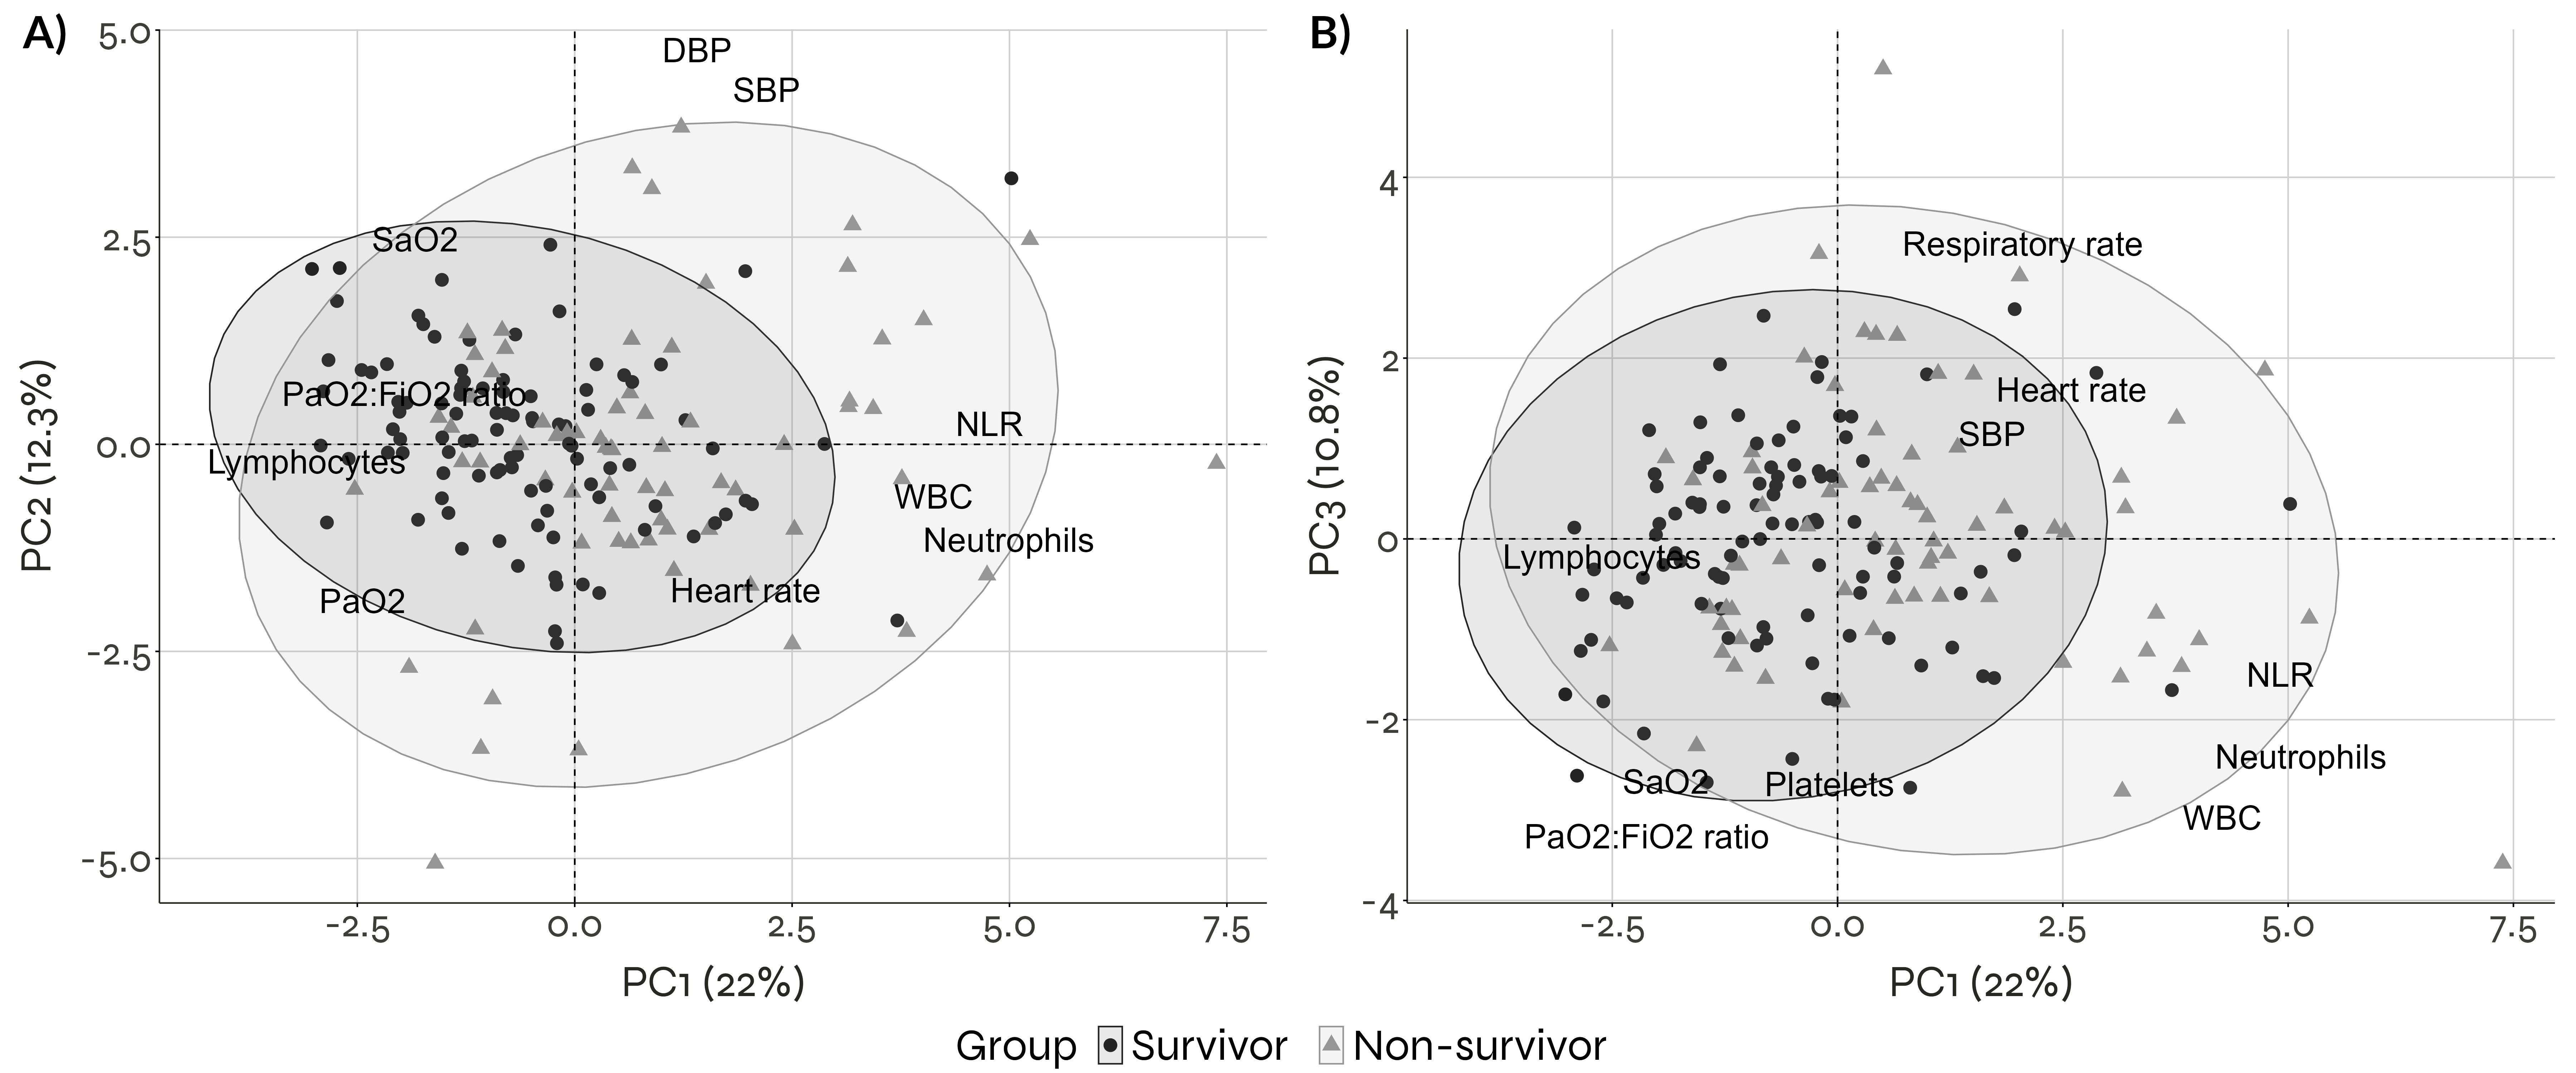 A)
5.0
2.5
0.0
-2.5
-5.0
PC2 (12.3%)
DBP
SBP
SaO2
PaO2:FiO2 ratio
NLR
Lymphocytes
WBC
Neutrophils
PaO2
Heart rate
-2.5 0.0 2.5 5.0 7.5
PC1 (22%)
B)
4
2
0
-2
-4
PC3 (10.8%)
Respiratory rate
Heart rate
SBP
Lymphocytes
NLR
Neutrophils
SaO2
Platelets
WBC
PaO2:FiO2 ratio
-2.5 0.0 2.5 5.0 7.5
PC1 (22%)
Group Survivor Non-survivor